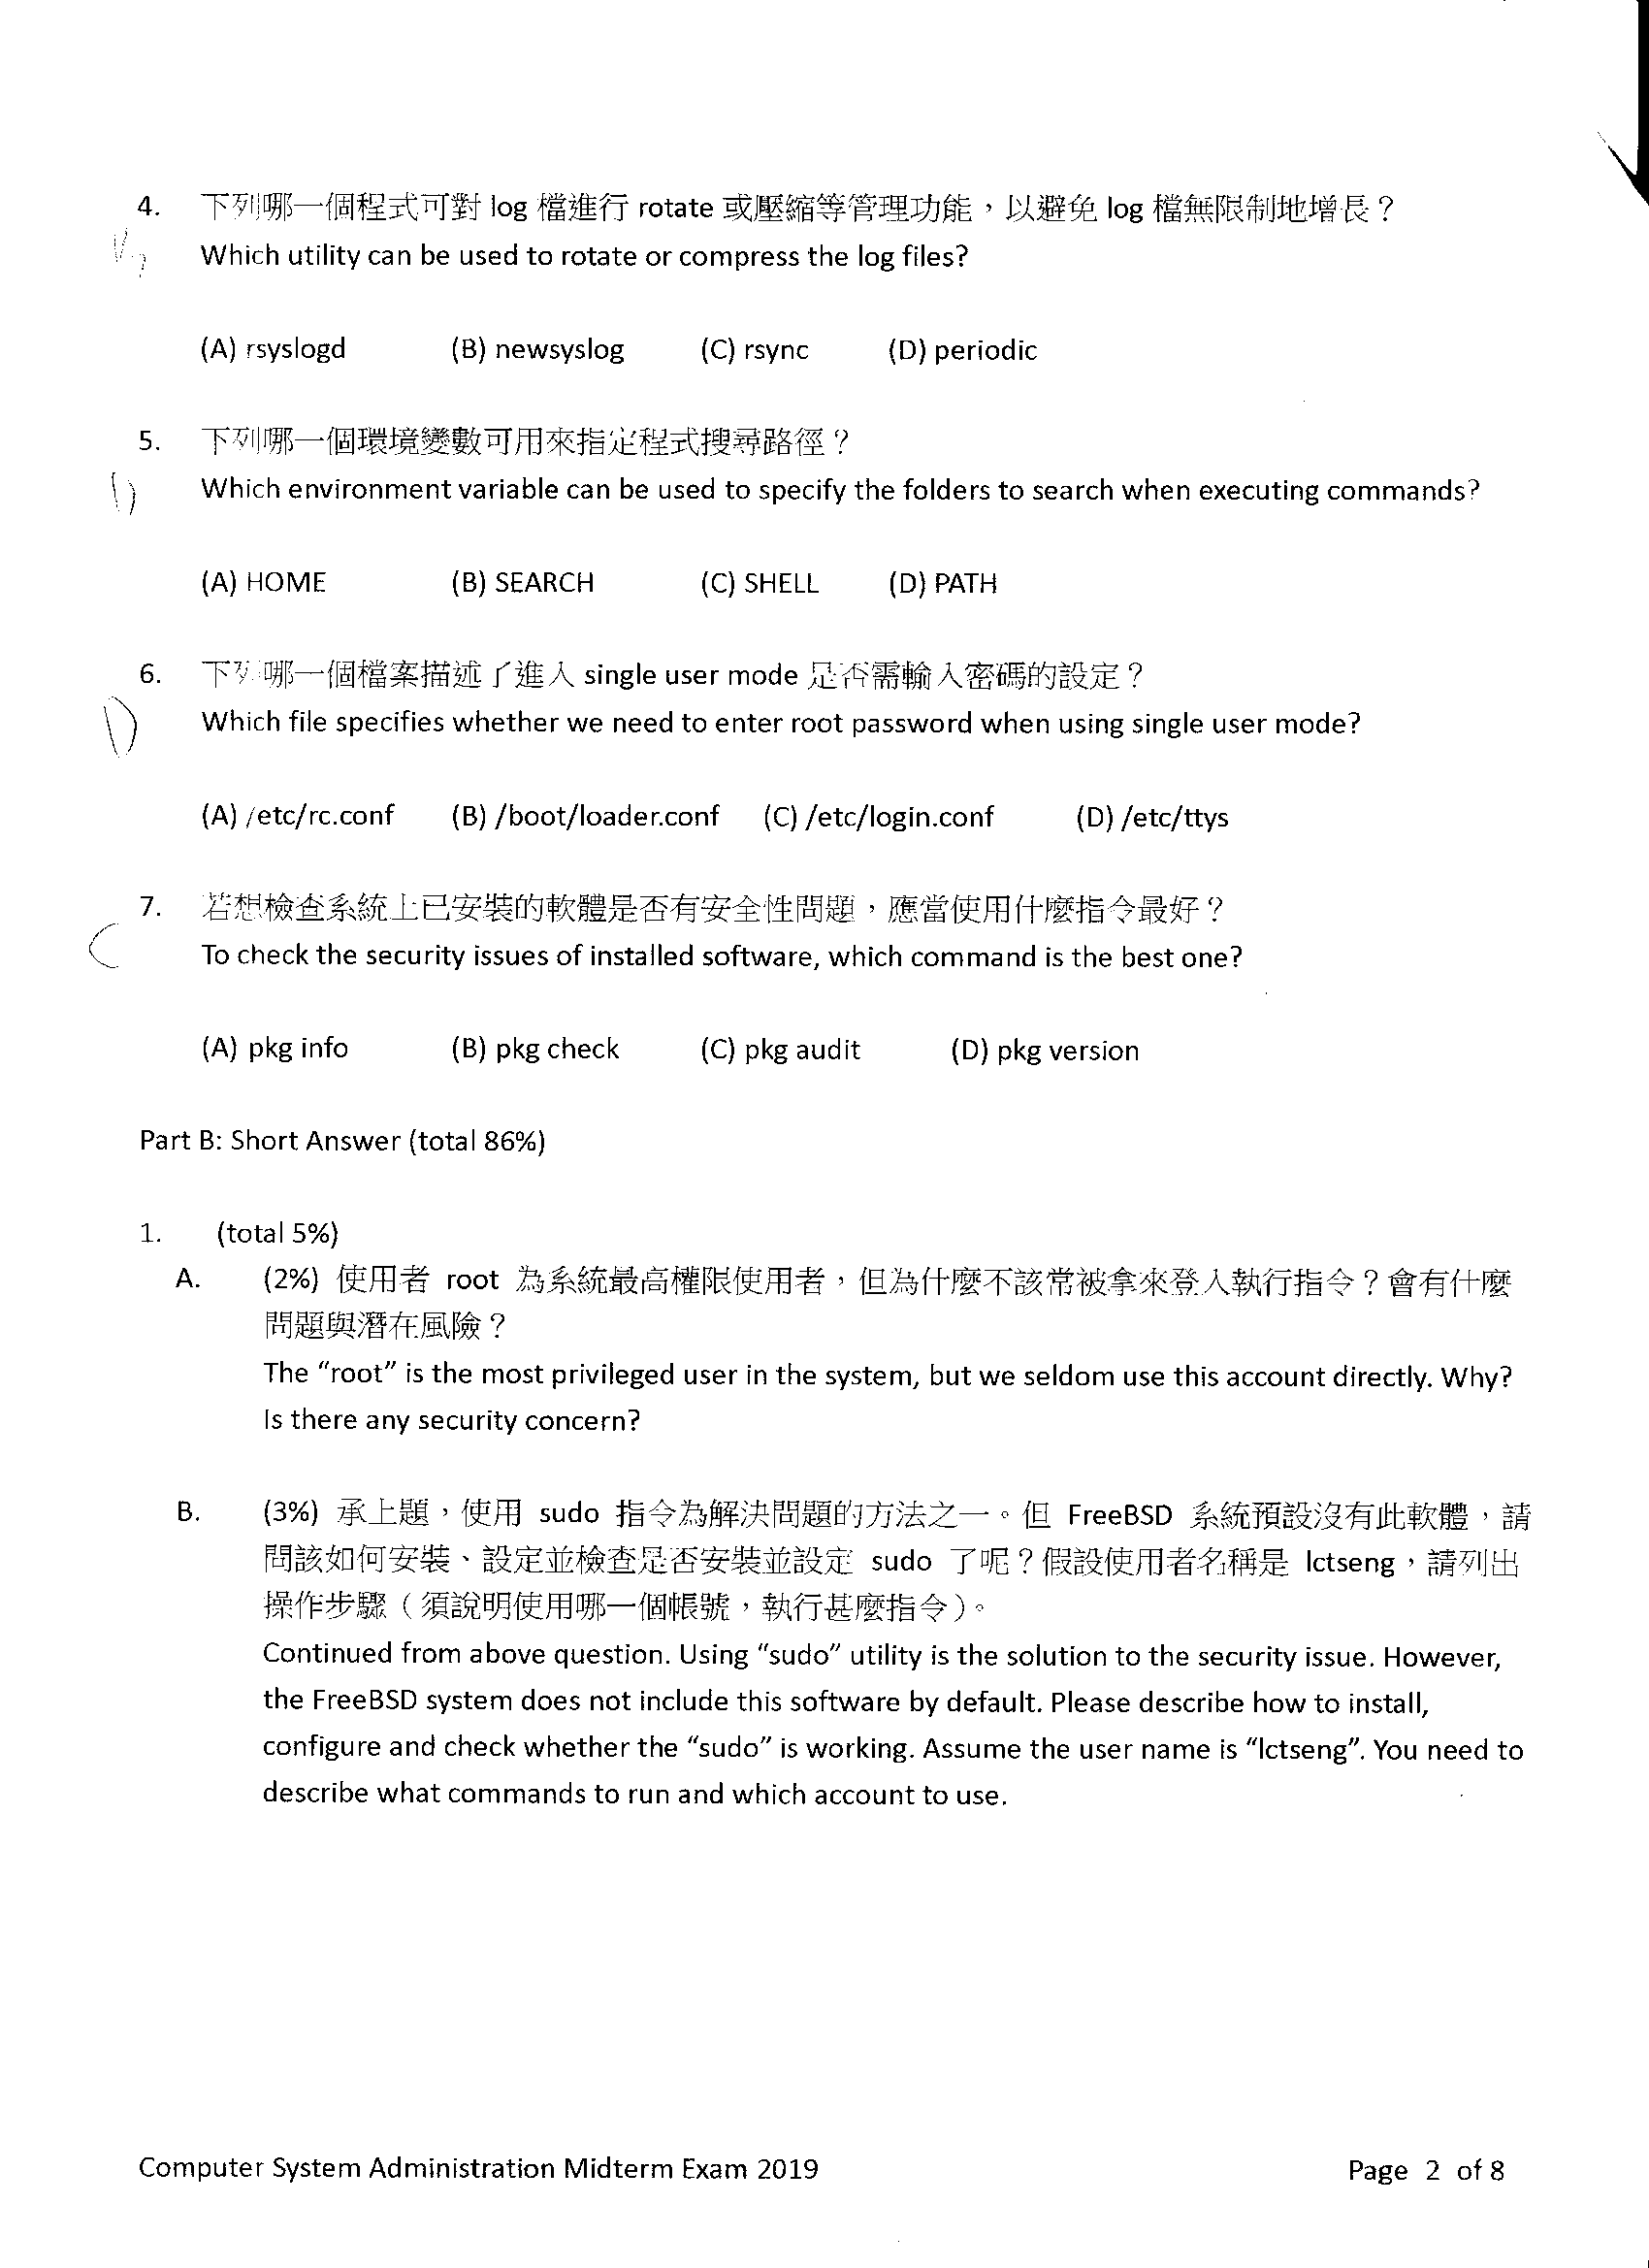 4. 下列哪一個程式可對 log 檔進行 rotate 或壓縮等管理功能，以避免 log 檔無限制地增長？
Which utility can be used to rotate or compress the log files?
(A) rsyslogd (B) newsyslog (C) rsync (D) periodic
5. 下列哪一個環境變數可用來指定程式搜尋路徑？
D Which environment variable can be used to specify the folders to search when executing commands?
(A) HOME (B) SEARCH (C) SHELL (D) PATH
6. 下列哪一個檔案描述了進入 single user mode 是否需輸入密碼的設定？
D Which file specifies whether we need to enter root password when using single user mode?
(A) /etc/rc.conf (B) /boot/loader.conf (C) /etc/login.conf (D) /etc/ttys
7. 若想檢查系統上已安裝的軟體是否有安全性問題，應當使用什麼指令最好？
C To check the security issues of installed software, which command is the best one?
(A) pkg info (B) pkg check (C) pkg audit (D) pkg version
Part B: Short Answer (total 86%)
1. (total 5%)
A. (2%) 使用者 root 為系統最高權限使用者，但為什麼不該常被拿來登入執行指令？會有什麼
問題與潛在風險？
The “root” is the most privileged user in the system, but we seldom use this account directly. Why?
Is there any security concern?
B. (3%) 承上題，使用 sudo 指令為解決問題的方法之一。但 FreeBSD 系統預設沒有此軟體，請
問該如何安裝、設定並檢查是否安裝並設定 sudo 了呢？假設使用者名稱是 lctseng，請列出
操作步驟（須說明使用哪一個帳號，執行甚麼指令）。
Continued from above question. Using “sudo” utility is the solution to the security issue. However,
the FreeBSD system does not include this software by default. Please describe how to install,
configure and check whether the “sudo” is working. Assume the user name is “lctseng”. You need to
describe what commands to run and which account to use.
Computer System Administration Midterm Exam 2019 Page 2 of 8